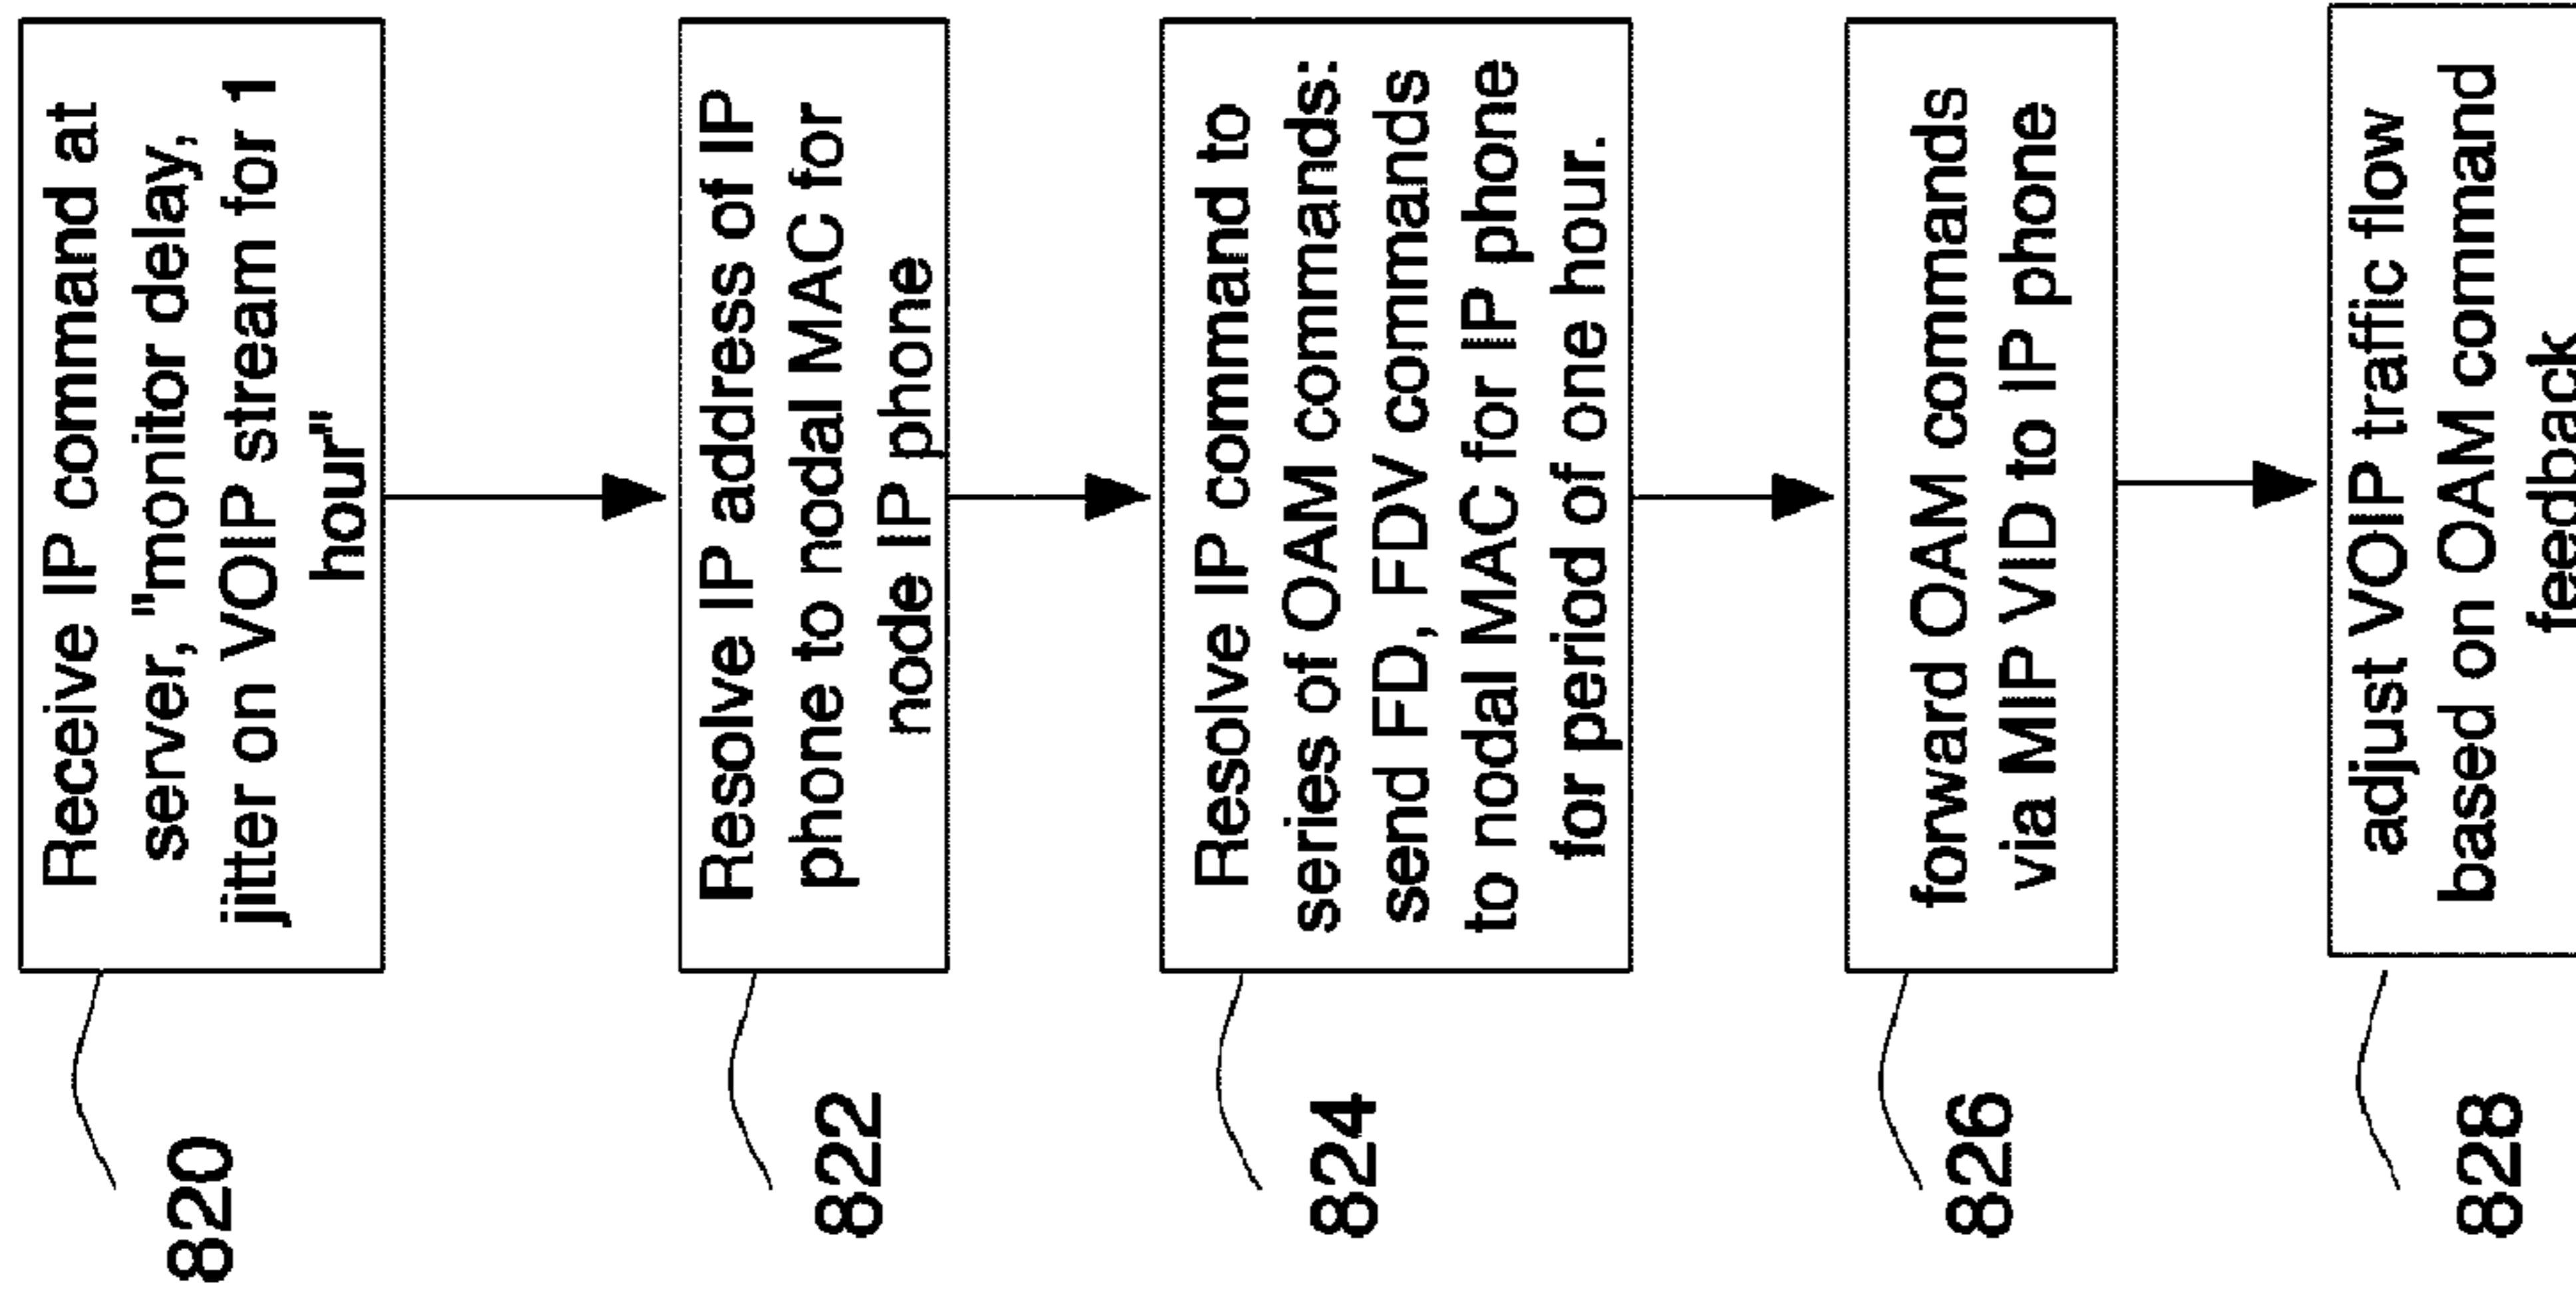 Receive IP command at
server, "monitor delay,
jitter on VOIP stream for 1
hour"
820
Resolve IP address of IP
phone to nodal MAC for
node IP phone
822
Resolve IP command to
series of OAM commands:
send FD, FDV commands
to nodal MAC for IP phone
for period of one hour.
824
forward OAM commands
via MIP VID to IP phone
826
adjust VOIP traffic flow
based on OAM command
feedback
828